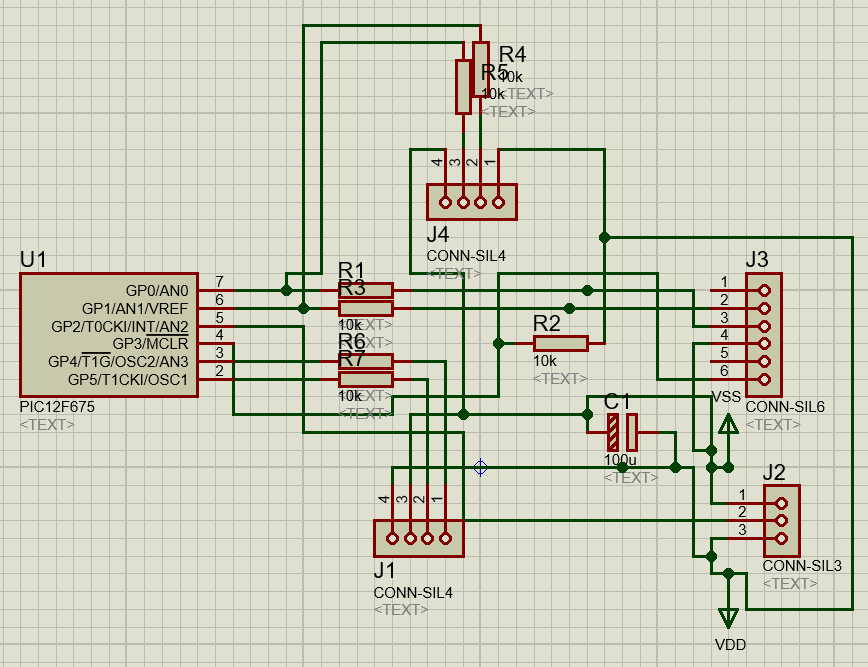 R4
R5
10k
10k
<TEXT>
<TEXT>
4
3
2
1
J4
CONN-SIL4
<TEXT>
U1
GP0/AN0
7
GP1/AN1/VREF
6
GP2/T0CKI/INT/AN2
5
GP3/MCLR
4
GP4/T1G/OSC2/AN3
3
GP5/T1CKI/OSC1
2
PIC12F675
<TEXT>
R1
R3
10k
<TEXT>
<TEXT>
R6
R7
10k
<TEXT>
<TEXT>
R2
10k
<TEXT>
J3
1
2
3
4
5
6
CONN-SIL6
<TEXT>
VSS
C1
100u
<TEXT>
J2
1
2
3
CONN-SIL3
<TEXT>
4
3
2
1
J1
CONN-SIL4
<TEXT>
VDD